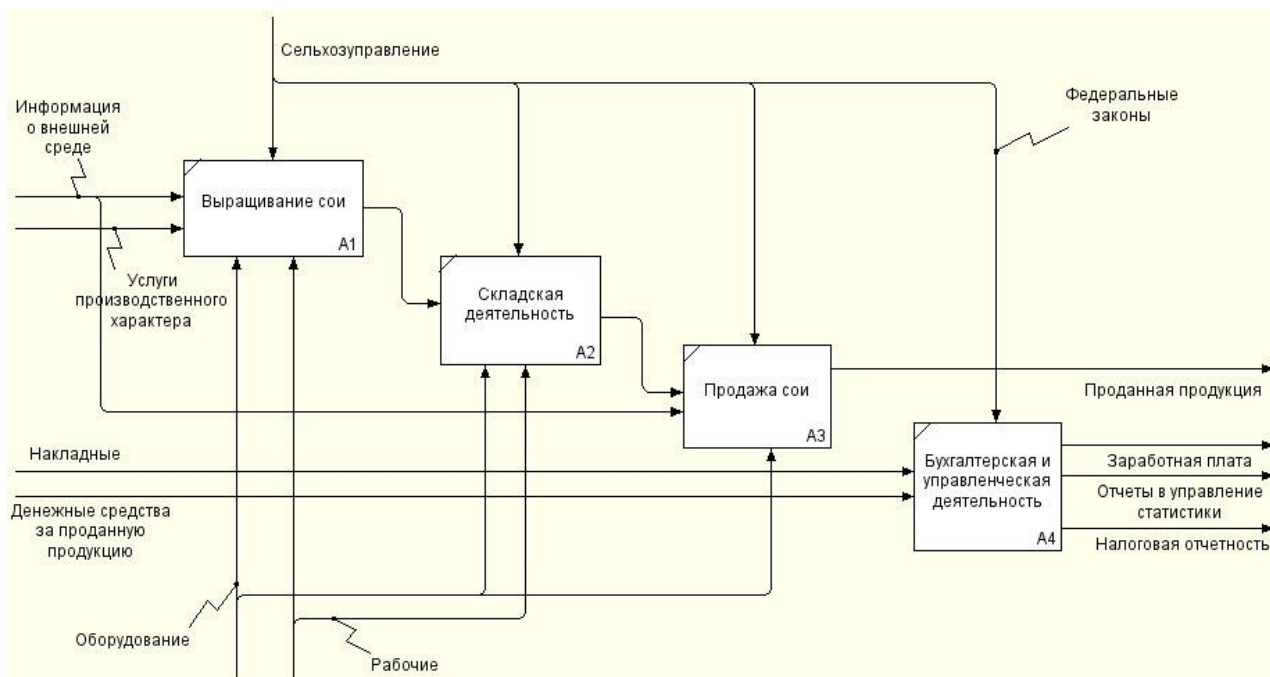 Сельхозуправление
Информация
о внешней
среде
Федеральные
законы
Выращивание сои
A1
Услуги
производственного
характера
Складская
деятельность
A2
Продажа сои
A3
Проданная продукция
Накладные
Бухгалтерская и
управленческая
деятельность
A4
Заработная плата
Отчеты в управление
статистики
Налоговая отчетность
Денежные средства
за проданную
продукцию
Оборудование
Рабочие